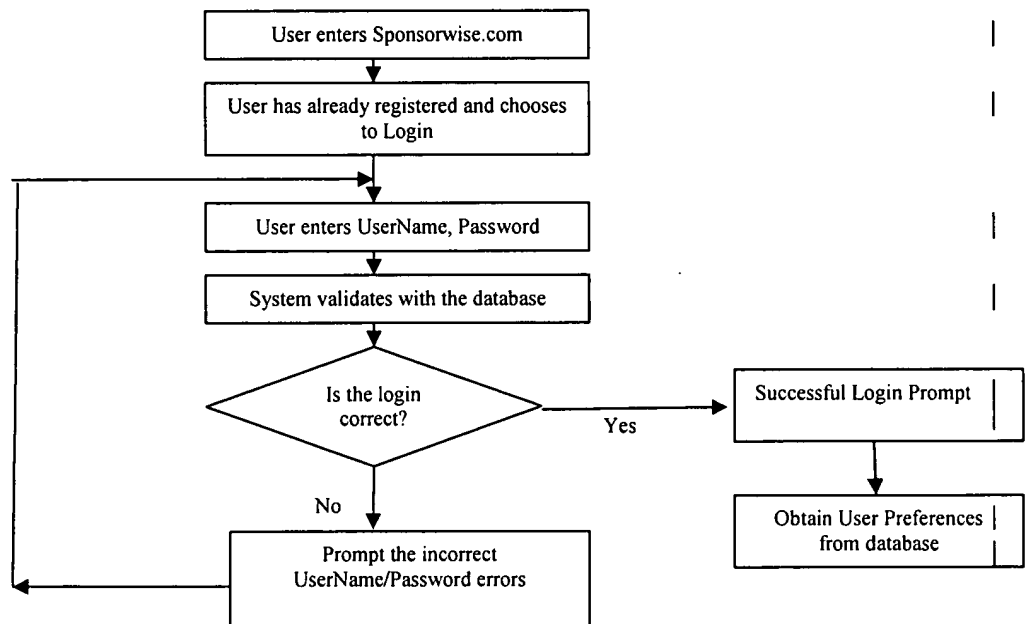 User enters Sponsorwise.com
User has already registered and chooses
to Login
User enters UserName, Password
System validates with the database
Is the login
correct?
Yes
Successful Login Prompt
Obtain User Preferences
from database
No
Prompt the incorrect
UserName/Password errors